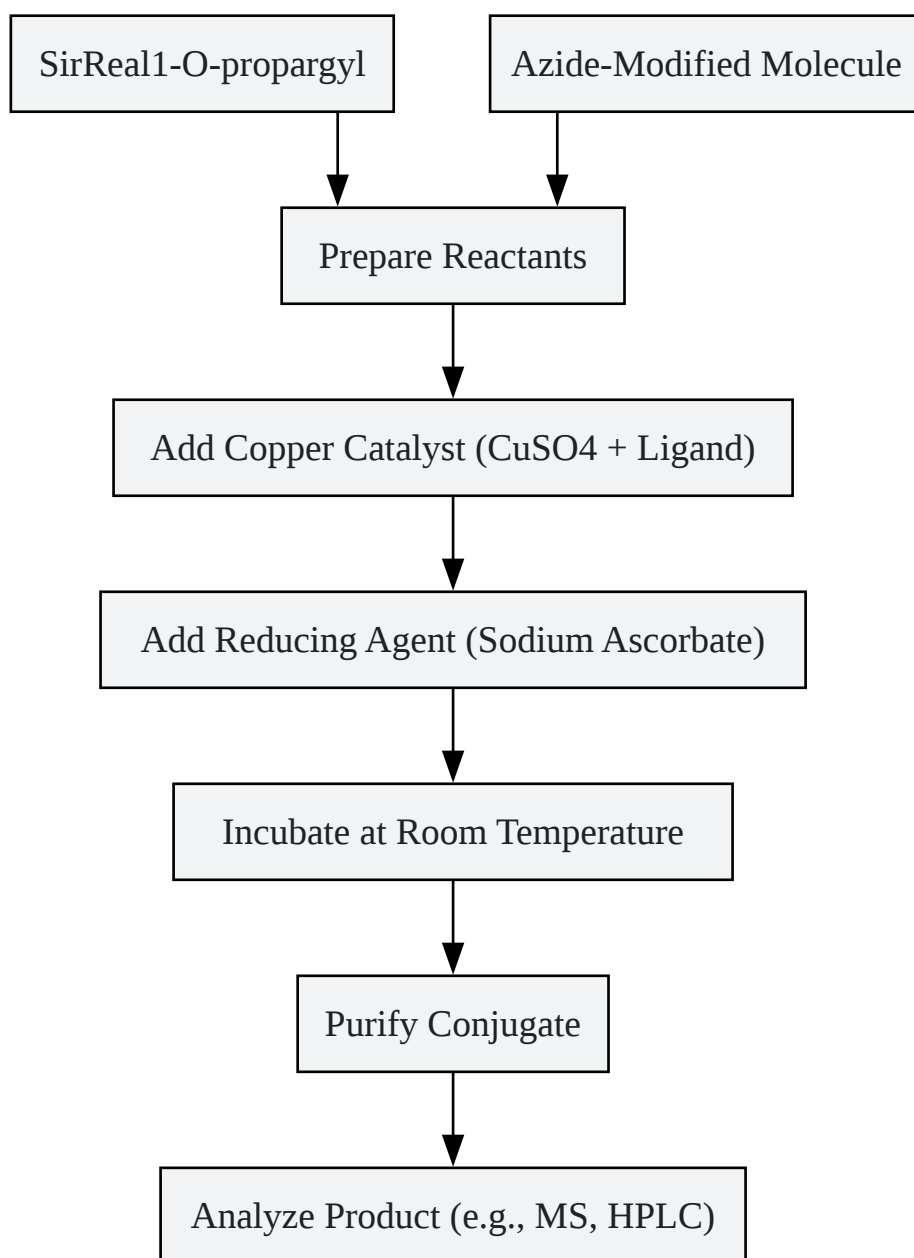 SirReal1-O-propargyl
Azide-Modified Molecule
Prepare Reactants
Add Copper Catalyst (CuSO4 + Ligand)
Add Reducing Agent (Sodium Ascorbate)
Incubate at Room Temperature
Purify Conjugate
Analyze Product (e.g., MS, HPLC)